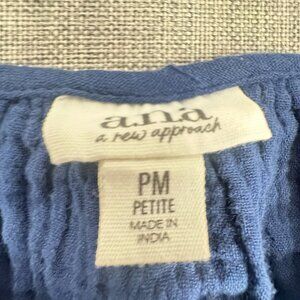 a.n.a
a new approach
PM
PETITE
MADE IN
INDIA